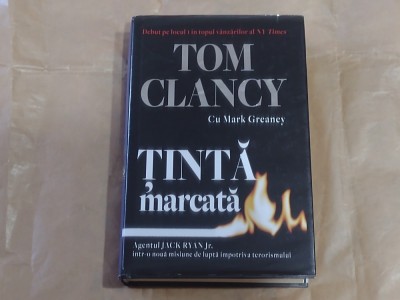 Debut pe locul 1 în topul vânzărilor al NY Times
TOM
CLANCY
Cu Mark Greaney
ȚINTĂ
marcată
Agentul JACK RYAN Jr.
într-o nouă misiune de luptă împotriva terorismului